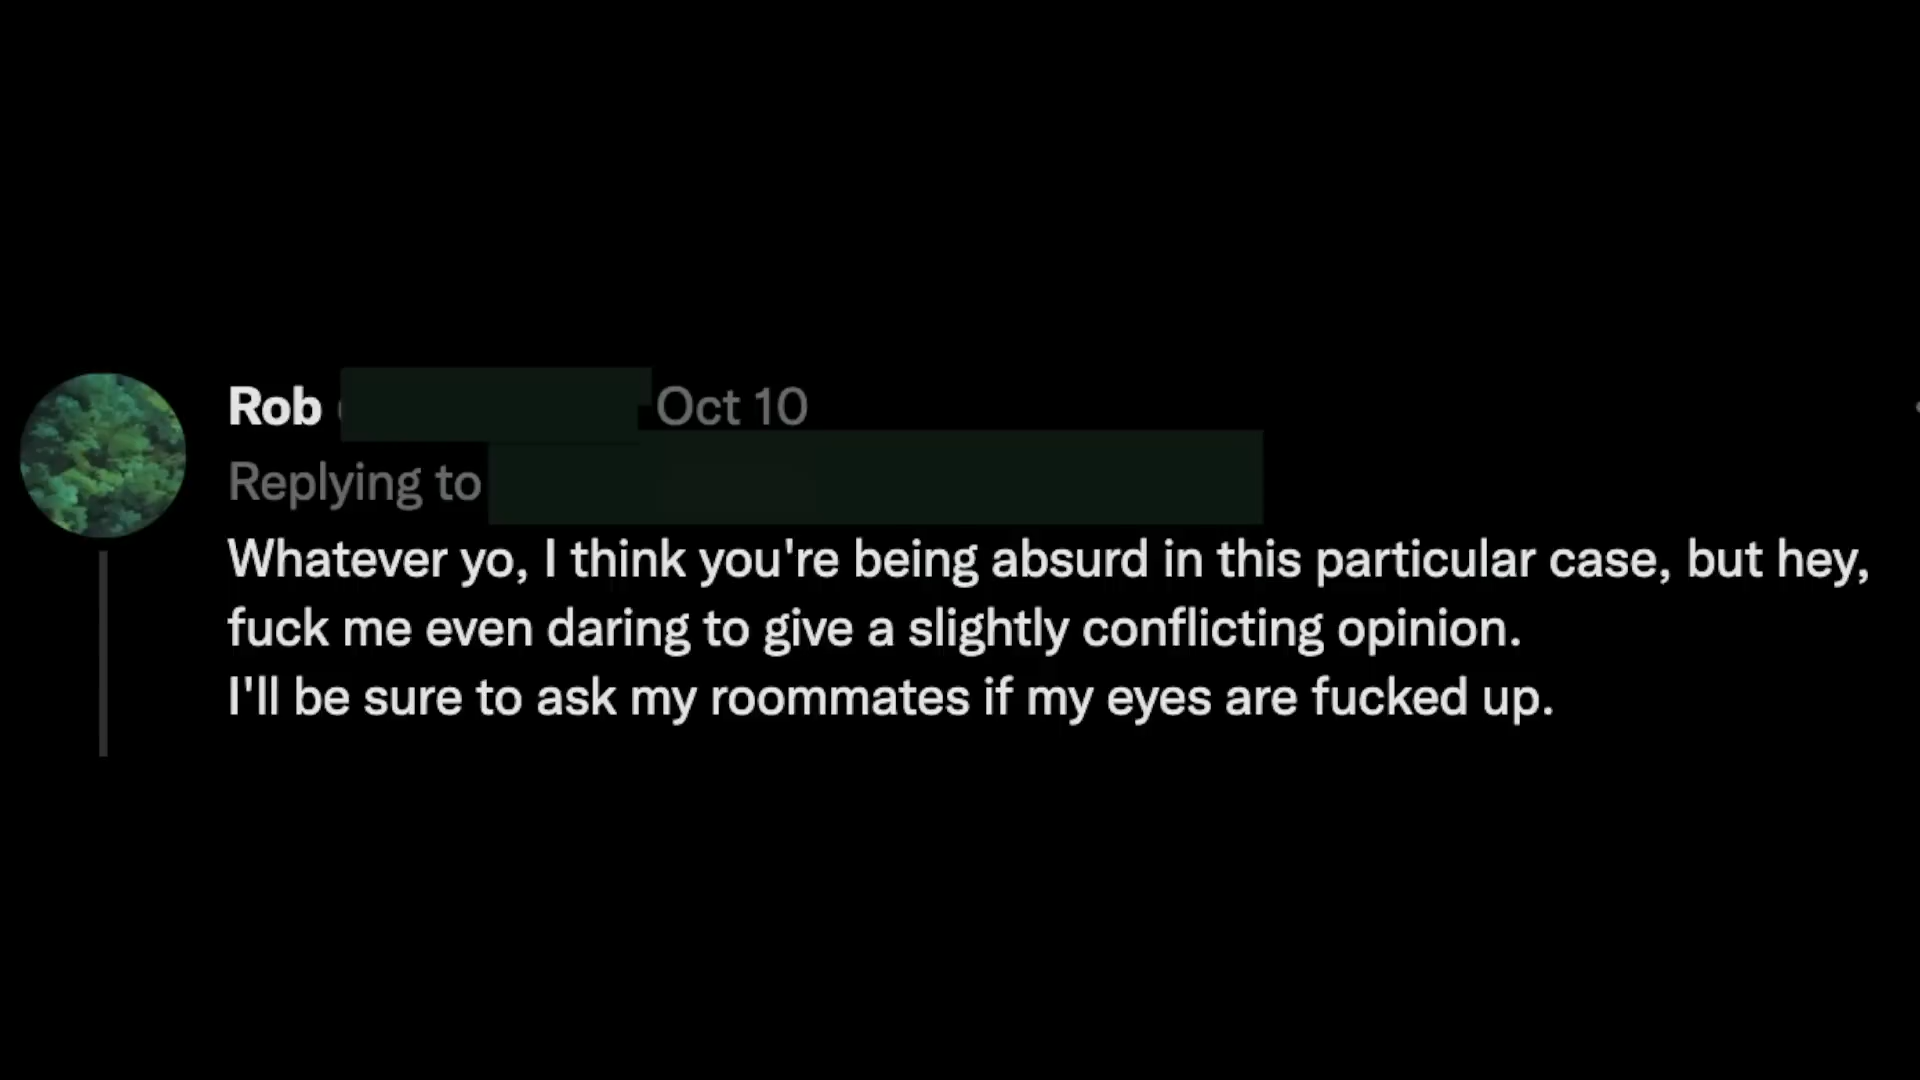 Rob Oct 10
Replying to
Whatever yo, I think you're being absurd in this particular case, but hey,
fuck me even daring to give a slightly conflicting opinion.
I'll be sure to ask my roommates if my eyes are fucked up.